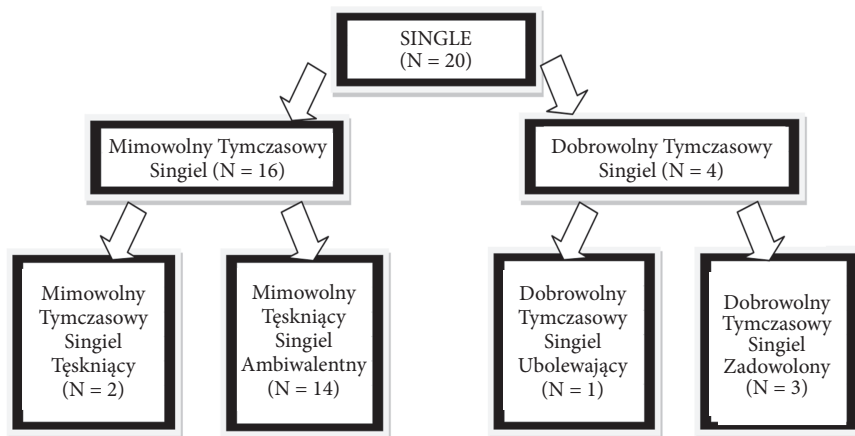 SINGLE
(N = 20)
Mimowolny Tymczasowy
Singiel (N = 16)
Dobrowolny Tymczasowy
Singiel (N = 4)
Mimowolny
Tymczasowy
Singiel
Tęskniący
(N = 2)
Mimowolny
Tęskniący
Singiel
Ambiwalentny
(N = 14)
Dobrowolny
Tymczasowy
Singiel
Ubolewający
(N = 1)
Dobrowolny
Tymczasowy
Singiel
Zadowolony
(N = 3)